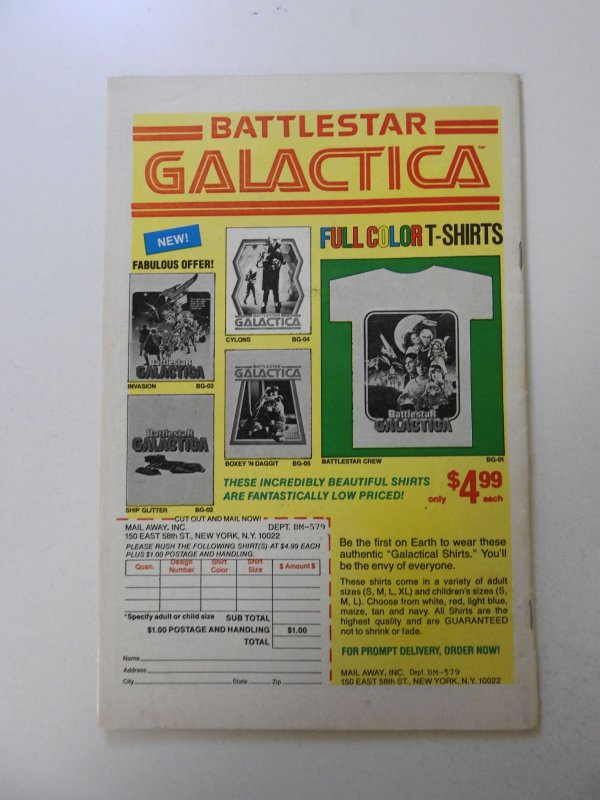 BATTLESTAR
GALACTICA™
NEW!
FABULOUS OFFER!
FULL COLOR T-SHIRTS
BATTLESTAR
GALACTICA
CYLONS BG-04
BattlestaR
GALACTICA
INVASION BG-03
BATTLESTAR
GALACTICA
BOXEY 'N DAGGIT BG-05
BattlestaR
GALACTICA
SHIP GLITTER BG-02
BattlestaR
GALACTICA
BATTLESTAR CREW BG-01
THESE INCREDIBLY BEAUTIFUL SHIRTS
ARE FANTASTICALLY LOW PRICED!
only $4.99 each
CUT OUT AND MAIL NOW!
MAIL AWAY, INC. DEPT. BM-579
150 EAST 58th ST., NEW YORK, N.Y. 10022
PLEASE RUSH THE FOLLOWING SHIRT(S) AT $4.99 EACH
PLUS $1.00 POSTAGE AND HANDLING.
Quan. Design Number Shirt Color Shirt Size $ Amount $
*Specify adult or child size SUB TOTAL
$1.00 POSTAGE AND HANDLING $1.00
TOTAL
Name
Address
City State Zip
Be the first on Earth to wear these
authentic "Galactical Shirts." You'll
be the envy of everyone.
These shirts come in a variety of adult
sizes (S, M, L, XL) and children's sizes (S,
M, L). Choose from white, red, light blue,
maize, tan and navy. All Shirts are the
highest quality and are GUARANTEED
not to shrink or fade.
FOR PROMPT DELIVERY, ORDER NOW!
MAIL AWAY, INC. Dept. BM-579
150 EAST 58th ST., NEW YORK, N.Y. 10022